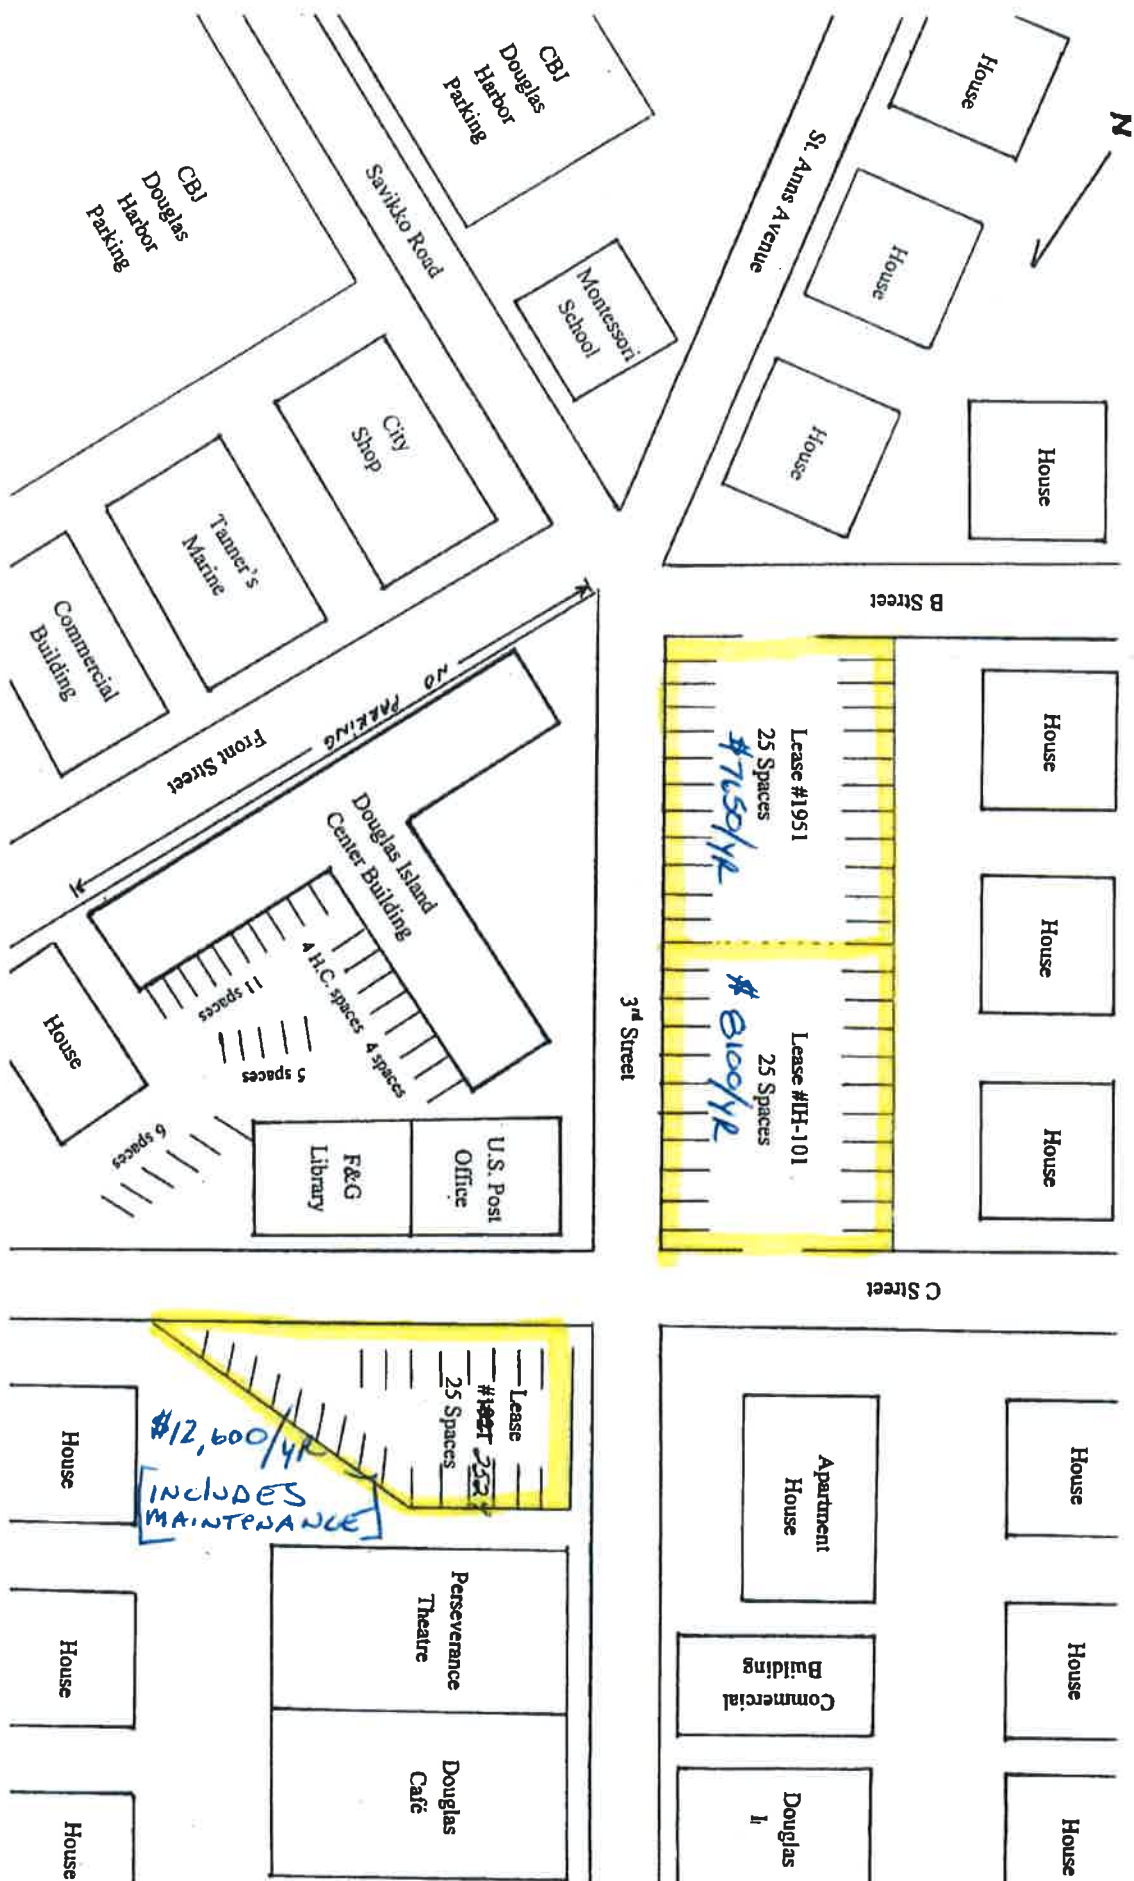 N
House
House
House
House
St. Anns Avenue
CBJ
Douglas
Harbor
Parking
Savikko Road
CBJ
Douglas
Harbor
Parking
Montessori
School
City
Shop
Tanner's
Marine
Commercial
Building
Front Street
NO PARKING
Douglas Island
Center Building
11 spaces
4 H.C. spaces 4 spaces
5 spaces
6 spaces
House
F&G
Library
U.S. Post
Office
3rd Street
B Street
Lease #1951
25 Spaces
$7650/YR
Lease #IH-101
25 Spaces
$8100/YR
House
House
House
C Street
Lease
25 Spaces
$12,600/YR
[INCLUDES
MAINTENANCE]
House
House
House
Perseverance
Theatre
Douglas
Café
Apartment
House
Commercial
Building
Douglas
House
House
House